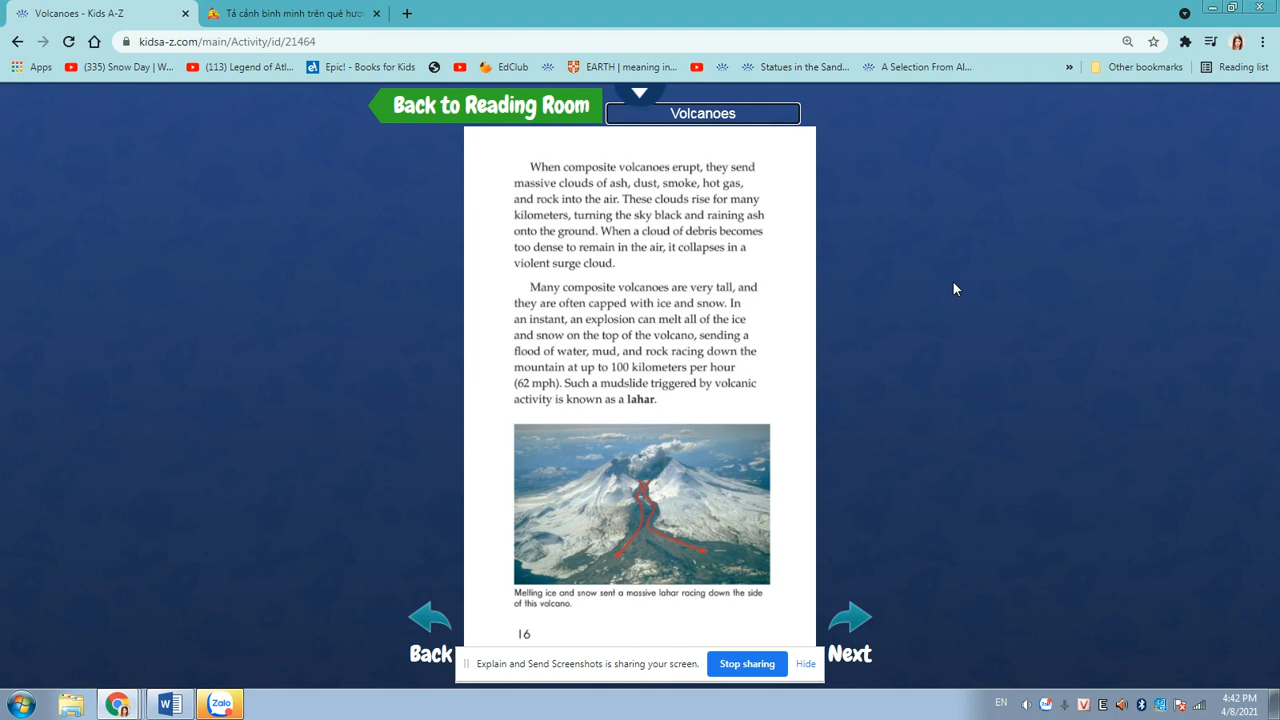 Volcanoes - Kids A-Z
Tả cảnh bình minh trên quê hươ
kidsa-z.com/main/Activity/id/21464
Apps
(335) Snow Day | W...
(113) Legend of Atl...
Epic! - Books for Kids
EdClub
EARTH | meaning in...
Statues in the Sand...
A Selection From Al...
»
Other bookmarks
Reading list
Back to Reading Room
Volcanoes
When composite volcanoes erupt, they send
massive clouds of ash, dust, smoke, hot gas,
and rock into the air. These clouds rise for many
kilometers, turning the sky black and raining ash
onto the ground. When a cloud of debris becomes
too dense to remain in the air, it collapses in a
violent surge cloud.
Many composite volcanoes are very tall, and
they are often capped with ice and snow. In
an instant, an explosion can melt all of the ice
and snow on the top of the volcano, sending a
flood of water, mud, and rock racing down the
mountain at up to 100 kilometers per hour
(62 mph). Such a mudslide triggered by volcanic
activity is known as a lahar.
Melting ice and snow sent a massive lahar racing down the side
of this volcano.
16
Back
Next
Explain and Send Screenshots is sharing your screen.
Stop sharing
Hide
Zalo
EN
4:42 PM
4/8/2021